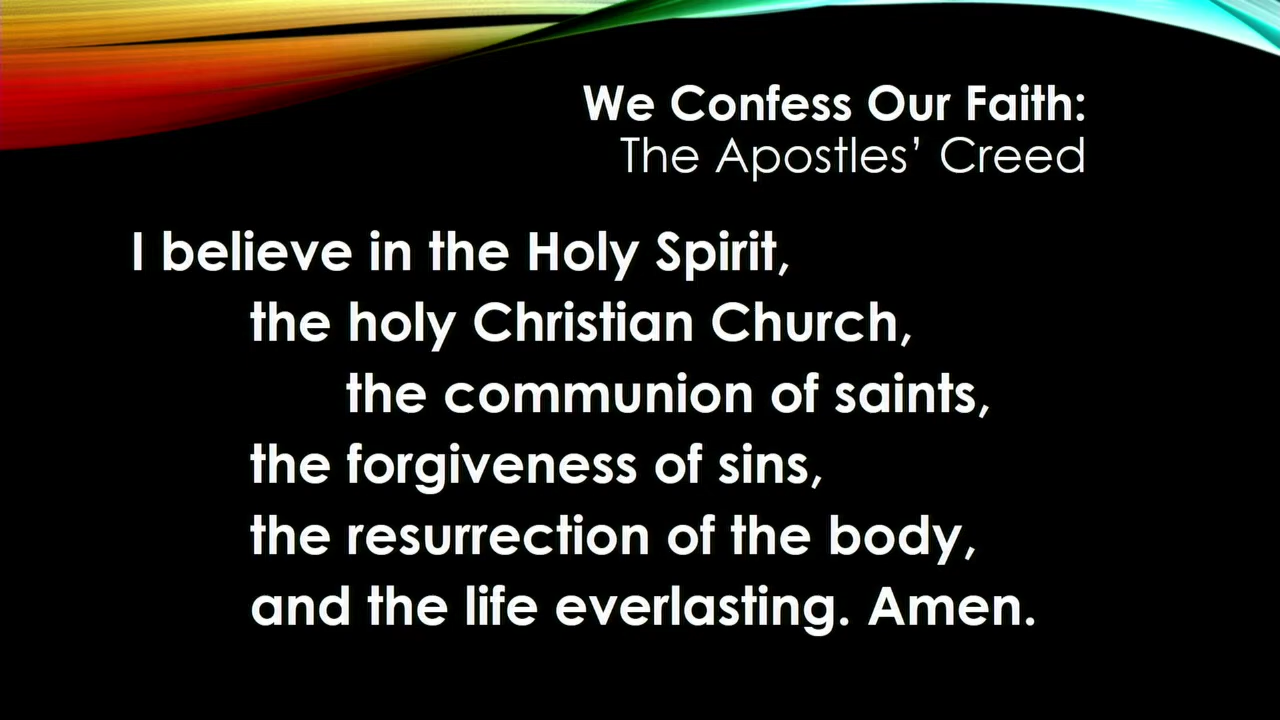 We Confess Our Faith:
The Apostles’ Creed
I believe in the Holy Spirit,
the holy Christian Church,
the communion of saints,
the forgiveness of sins,
the resurrection of the body,
and the life everlasting. Amen.